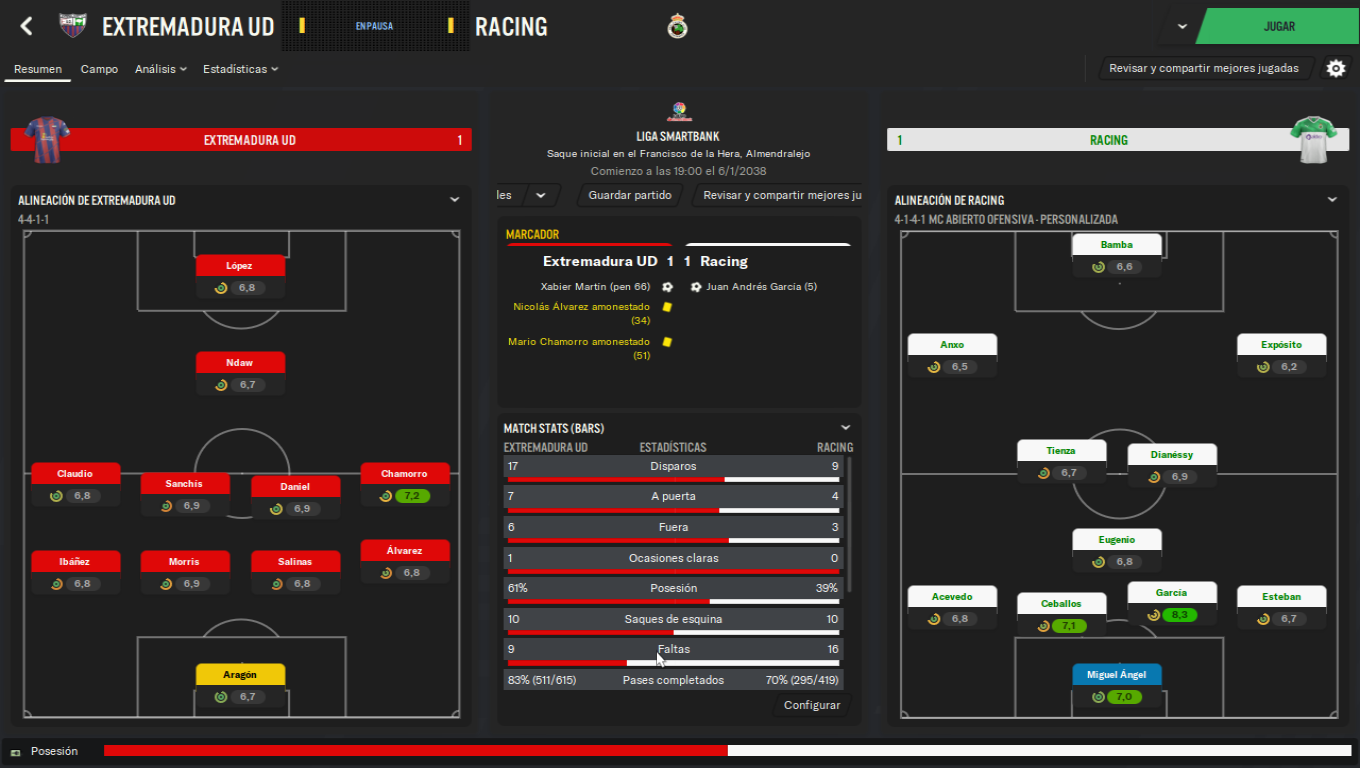 EXTREMADURA UD
EN PAUSA
RACING
JUGAR
Resumen
Campo
Análisis
Estadísticas
Revisar y compartir mejores jugadas
EXTREMADURA UD 1
LIGA SMARTBANK
Saque inicial en el Francisco de la Hera, Almendralejo
Comienzo a las 19:00 el 6/1/2038
les
Guardar partido
Revisar y compartir mejores ju
1 RACING
ALINEACIÓN DE EXTREMADURA UD
4-4-1-1
López
6,8
Ndaw
6,7
Claudio
6,8
Sanchís
6,9
Daniel
6,9
Chamorro
7,2
Ibáñez
6,8
Morris
6,9
Salinas
6,8
Álvarez
6,8
Aragón
6,7
MARCADOR
Extremadura UD 1 1 Racing
Xabier Martin (pen 66)
Juan Andrés García (5)
Nicolás Álvarez amonestado
(34)
Mario Chamorro amonestado
(51)
MATCH STATS (BARS)
EXTREMADURA UD ESTADÍSTICAS RACING
17 Disparos 9
7 A puerta 4
6 Fuera 3
1 Ocasiones claras 0
61% Posesión 39%
10 Saques de esquina 10
9 Faltas 16
83% (511/615) Pases completados 70% (295/419)
Configurar
ALINEACIÓN DE RACING
4-1-4-1 MC ABIERTO OFENSIVA - PERSONALIZADA
Bamba
6,6
Anxo
6,5
Expósito
6,2
Tienza
6,7
Dianéssy
6,9
Eugenio
6,8
Acevedo
6,8
Ceballos
7,1
García
8,3
Esteban
6,7
Miguel Ángel
7,0
Posesión